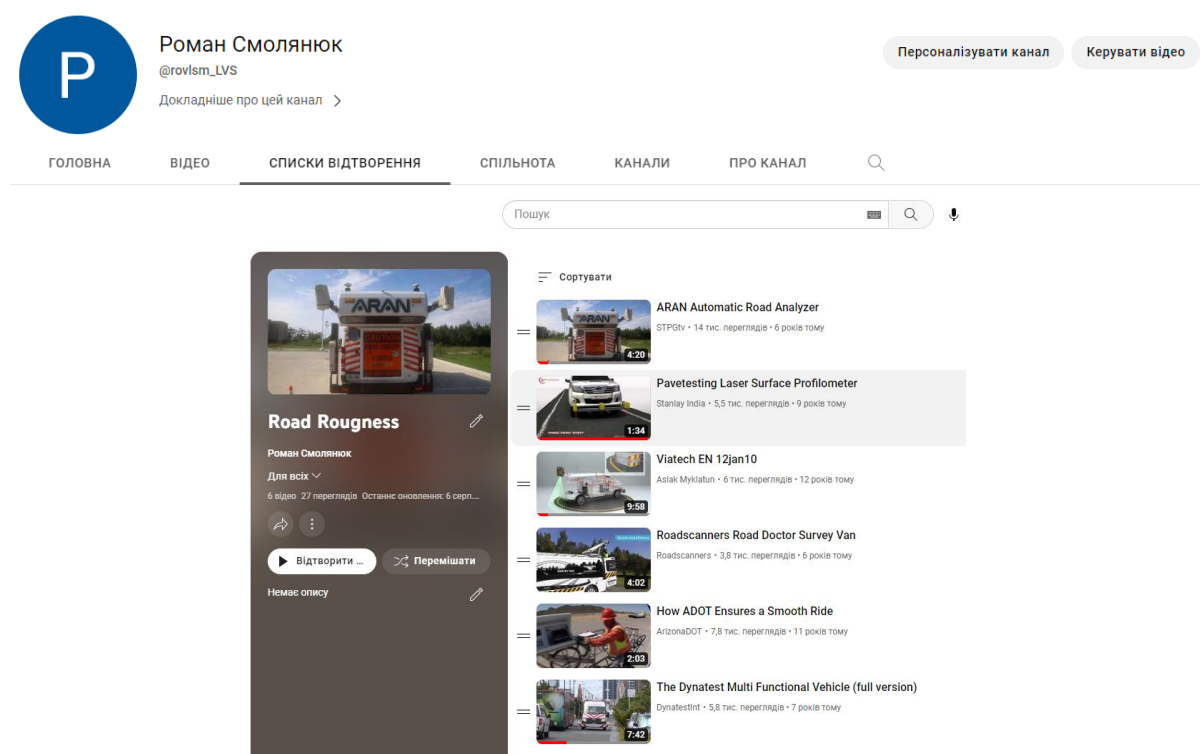 Р
Роман Смолянюк
@rovlsm_LVS
Докладніше про цей канал
Персоналізувати канал
Керувати відео
ГОЛОВНА
ВІДЕО
СПИСКИ ВІДТВОРЕННЯ
СПІЛЬНОТА
КАНАЛИ
ПРО КАНАЛ
Пошук
ARAN
Road Rougness
Роман Смолянюк
Для всіх
6 відео 27 переглядів Останнє оновлення: 6 серп...
Відтворити ...
Перемішати
Немає опису
Сортувати
ARAN
4:20
ARAN Automatic Road Analyzer
STPGtv • 14 тис. переглядів • 6 років тому
1:34
Pavetesting Laser Surface Profilometer
Stanlay India • 5,5 тис. переглядів • 9 років тому
9:58
Viatech EN 12jan10
Aslak Myklatun • 6 тис. переглядів • 12 років тому
4:02
Roadscanners Road Doctor Survey Van
Roadscanners • 3,8 тис. переглядів • 6 років тому
2:03
How ADOT Ensures a Smooth Ride
ArizonaDOT • 7,8 тис. переглядів • 11 років тому
7:42
The Dynatest Multi Functional Vehicle (full version)
DynatestInt • 5,8 тис. переглядів • 7 років тому